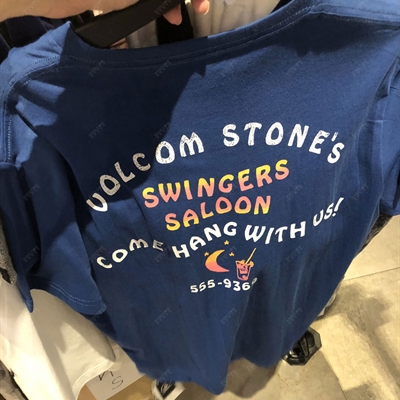 VOLCOM STONE'S
SWINGERS
SALOON
COME HANG WITH US!